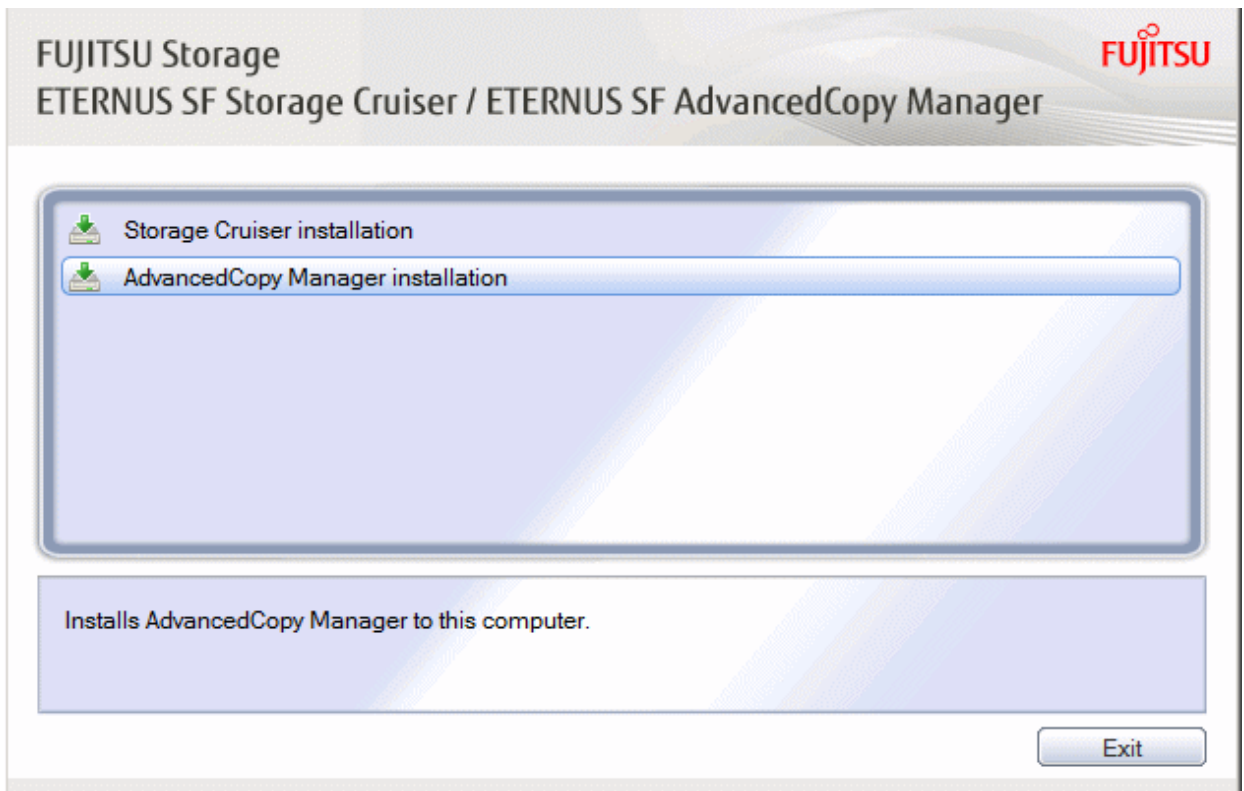 FUJITSU Storage
FUJITSU
ETERNUS SF Storage Cruiser / ETERNUS SF AdvancedCopy Manager
Storage Cruiser installation
AdvancedCopy Manager installation
Installs AdvancedCopy Manager to this computer.
Exit